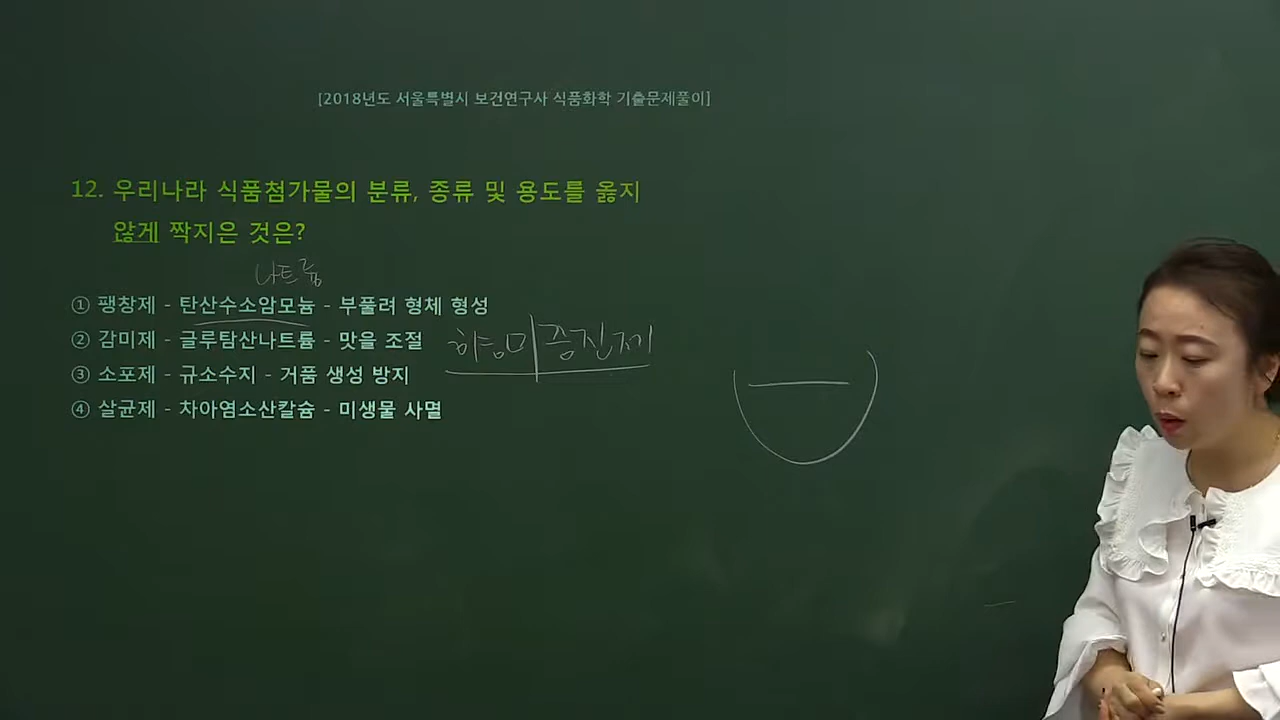 [2018년도 서울특별시 보건연구사 식품화학 기출문제풀이]
12. 우리나라 식품첨가물의 분류, 종류 및 용도를 옳지
않게 짝지은 것은?
나트륨
① 팽창제 - 탄산수소암모늄 - 부풀려 형체 형성
② 감미제 - 글루탐산나트륨 - 맛을 조절
향미증진제
③ 소포제 - 규소수지 - 거품 생성 방지
④ 살균제 - 차아염소산칼슘 - 미생물 사멸